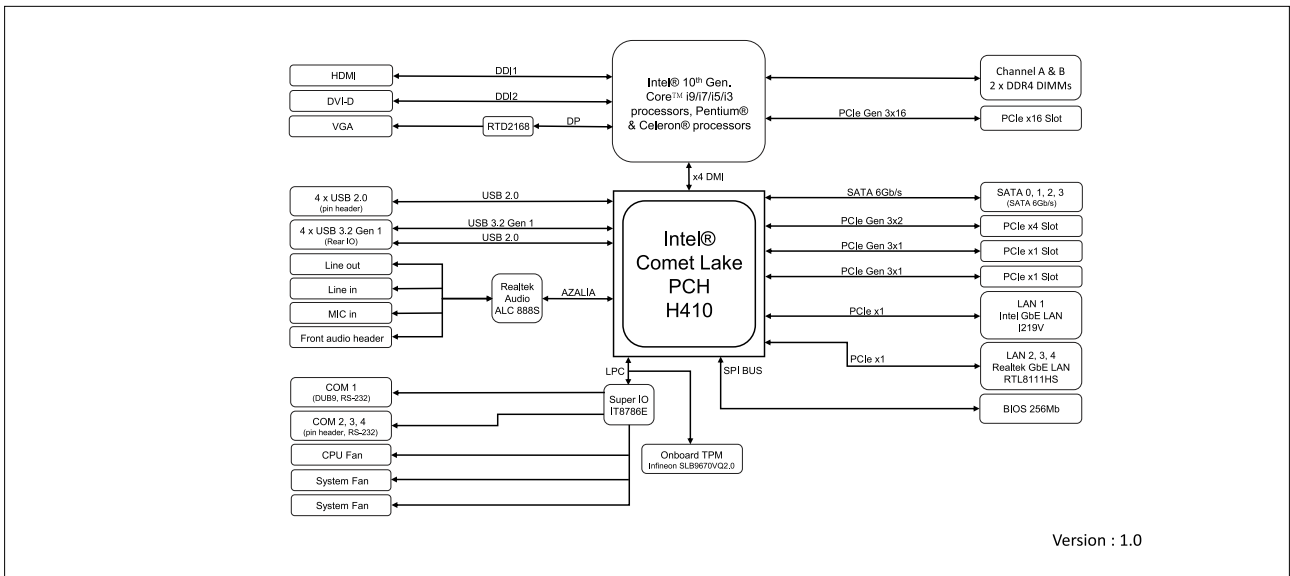 HDMI
DDI1
DVI-D
DDI2
VGA
RTD2168
DP
Intel® 10th Gen.
Core™ i9/i7/i5/i3
processors, Pentium®
& Celeron® processors
Channel A & B
2 x DDR4 DIMMs
PCIe Gen 3x16
PCIe x16 Slot
x4 DMI
4 x USB 2.0
(pin header)
USB 2.0
4 x USB 3.2 Gen 1
(Rear IO)
USB 3.2 Gen 1
USB 2.0
Line out
Line in
MIC in
Front audio header
Realtek
Audio
ALC 888S
AZALIA
Intel®
Comet Lake
PCH
H410
SATA 6Gb/s
SATA 0, 1, 2, 3
(SATA 6Gb/s)
PCIe Gen 3x2
PCIe x4 Slot
PCIe Gen 3x1
PCIe x1 Slot
PCIe Gen 3x1
PCIe x1 Slot
PCIe x1
LAN 1
Intel GbE LAN
I219V
PCIe x1
LAN 2, 3, 4
Realtek GbE LAN
RTL8111HS
LPC
SPI BUS
BIOS 256Mb
COM 1
(DUB9, RS-232)
COM 2, 3, 4
(pin header, RS-232)
CPU Fan
System Fan
System Fan
Super IO
IT8786E
Onboard TPM
Infineon SLB9670VQ2.0
Version : 1.0